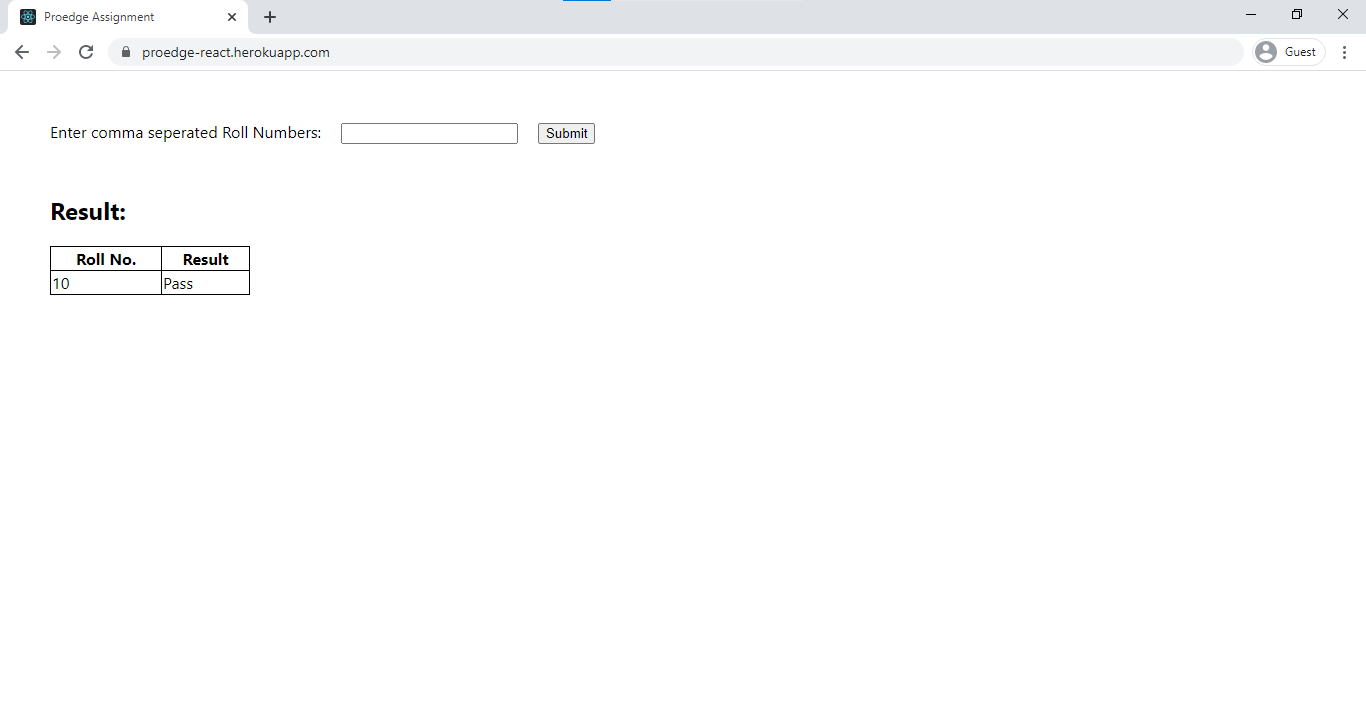 Proedge Assignment
proedge-react.herokuapp.com
Guest
Enter comma seperated Roll Numbers: Submit
Result:
Roll No. Result
10 Pass